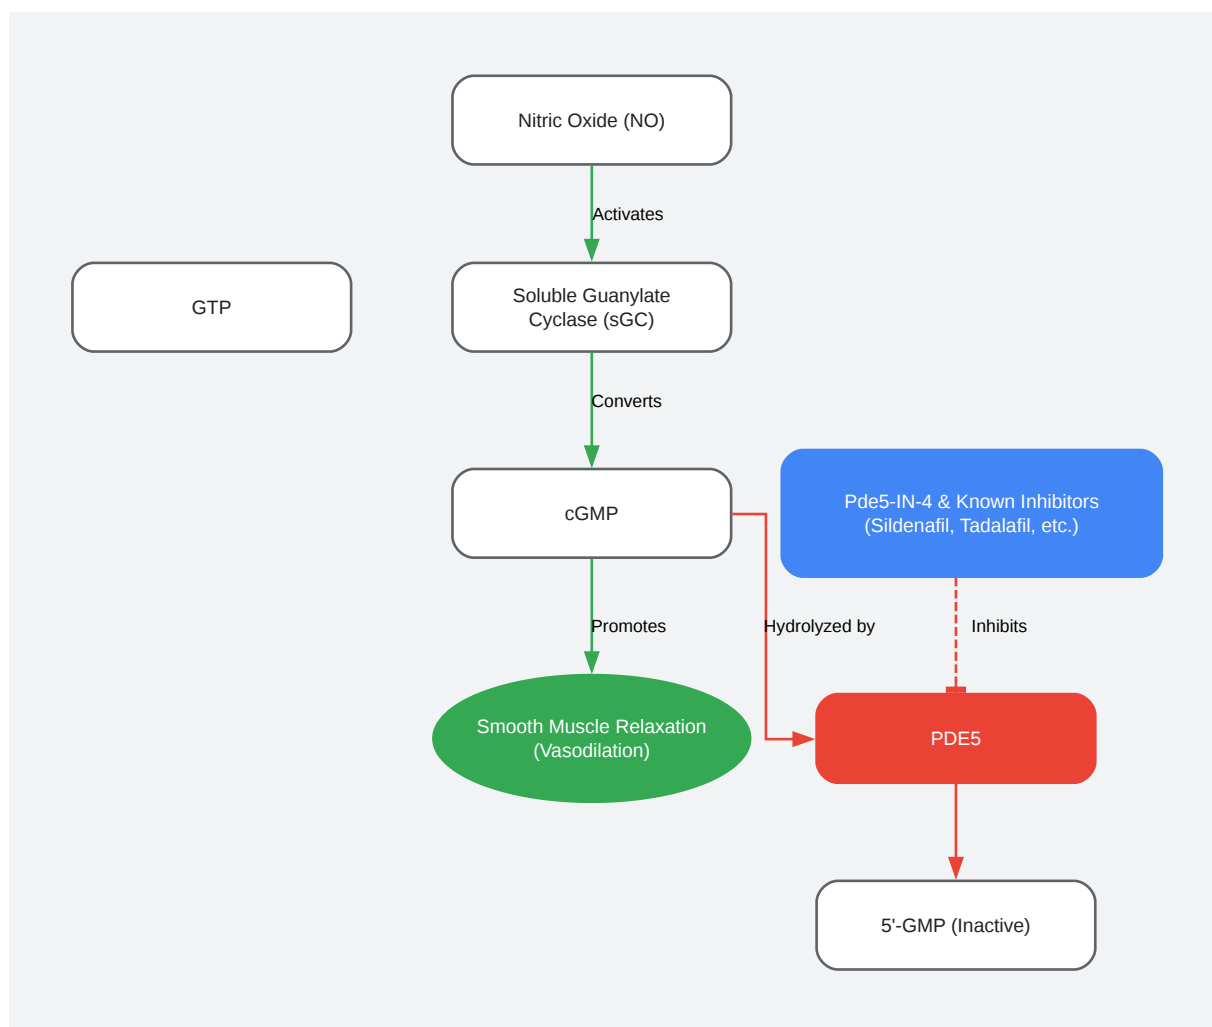 Nitric Oxide (NO)
Activates
GTP
Soluble Guanylate
Cyclase (sGC)
Converts
cGMP
Pde5-IN-4 & Known Inhibitors
(Sildenafil, Tadalafil, etc.)
Promotes
Hydrolyzed by
Inhibits
Smooth Muscle Relaxation
(Vasodilation)
PDE5
5'-GMP (Inactive)